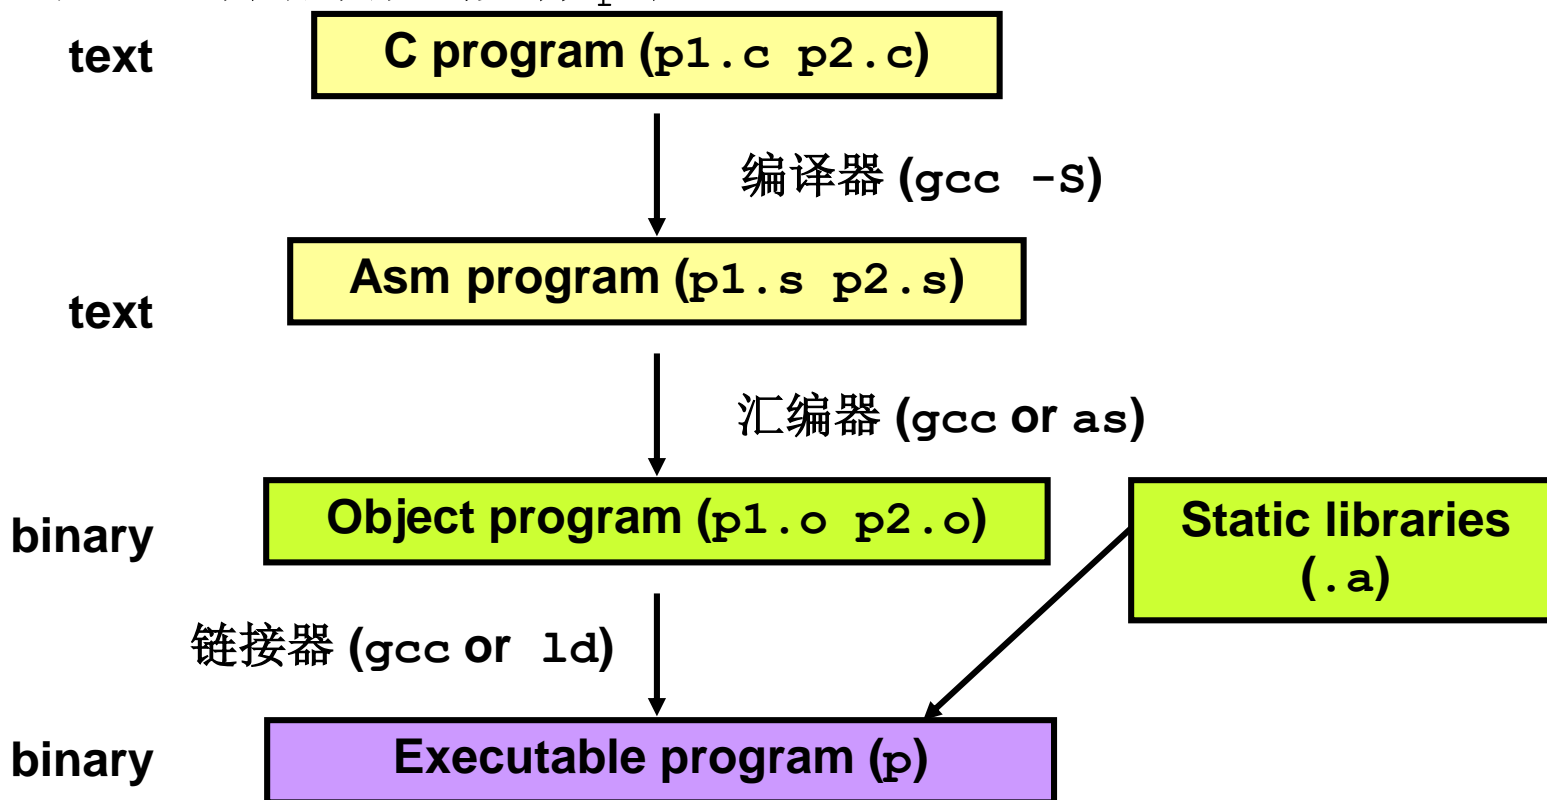 text
C program (p1.c p2.c)
编译器 (gcc -S)
Asm program (p1.s p2.s)
text
汇编器 (gcc or as)
binary
Object program (p1.o p2.o)
Static libraries
(.a)
链接器 (gcc or ld)
binary
Executable program (p)